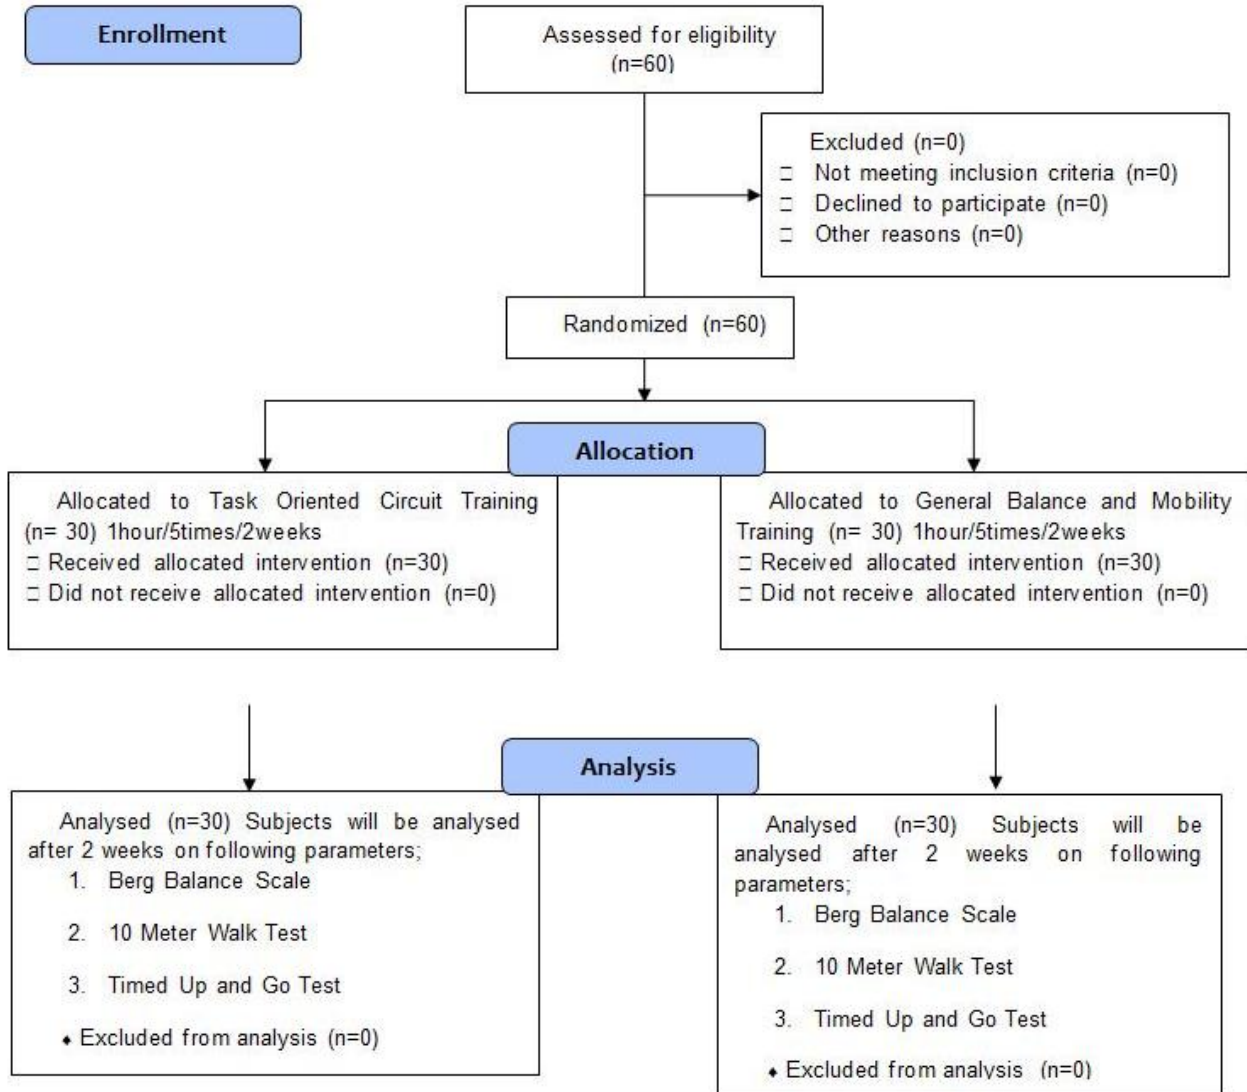 Enrollment
Assessed for eligibility
(n=60)
Excluded (n=0)
□ Not meeting inclusion criteria (n=0)
□ Declined to participate (n=0)
□ Other reasons (n=0)
Randomized (n=60)
Allocation
Allocated to Task Oriented Circuit Training
(n= 30) 1hour/5times/2weeks
□ Received allocated intervention (n=30)
□ Did not receive allocated intervention (n=0)
Allocated to General Balance and Mobility
Training (n= 30) 1hour/5times/2weeks
□ Received allocated intervention (n=30)
□ Did not receive allocated intervention (n=0)
Analysis
Analysed (n=30) Subjects will be analysed
after 2 weeks on following parameters;
1. Berg Balance Scale
2. 10 Meter Walk Test
3. Timed Up and Go Test
♦ Excluded from analysis (n=0)
Analysed (n=30) Subjects will be
analysed after 2 weeks on following
parameters;
1. Berg Balance Scale
2. 10 Meter Walk Test
3. Timed Up and Go Test
♦ Excluded from analysis (n=0)